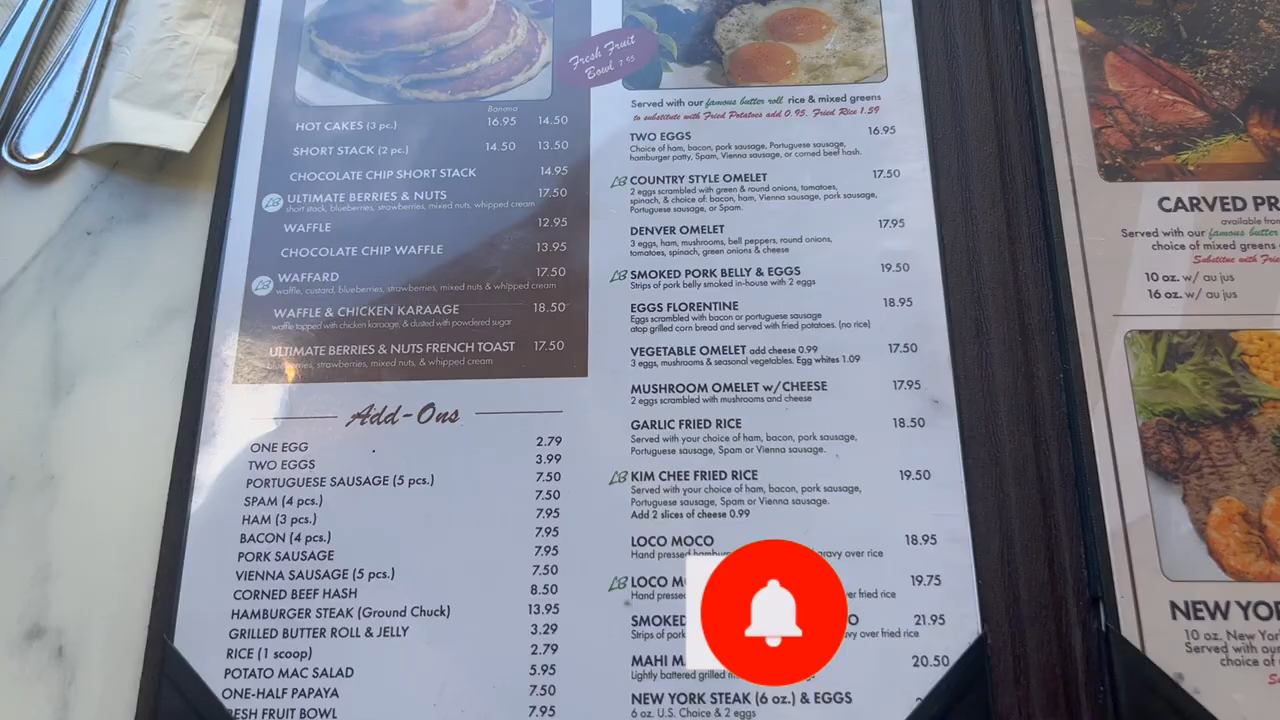 Fresh Fruit
Bowl 7.95
Banana
HOT CAKES (3 pc.) 16.95 14.50
SHORT STACK (2 pc.) 14.50 13.50
CHOCOLATE CHIP SHORT STACK 14.95
LB ULTIMATE BERRIES & NUTS 17.50
short stack, blueberries, strawberries, mixed nuts, whipped cream
WAFFLE 12.95
CHOCOLATE CHIP WAFFLE 13.95
LB WAFFARD 17.50
waffle, custard, blueberries, strawberries, mixed nuts & whipped cream
WAFFLE & CHICKEN KARAAGE 18.50
waffle topped with chicken karaage, & dusted with powdered sugar
ULTIMATE BERRIES & NUTS FRENCH TOAST 17.50
blueberries, strawberries, mixed nuts, & whipped cream
Add-Ons
ONE EGG 2.79
TWO EGGS 3.99
PORTUGUESE SAUSAGE (5 pcs.) 7.50
SPAM (4 pcs.) 7.50
HAM (3 pcs.) 7.95
BACON (4 pcs.) 7.95
PORK SAUSAGE 7.95
VIENNA SAUSAGE (5 pcs.) 7.50
CORNED BEEF HASH 8.50
HAMBURGER STEAK (Ground Chuck) 13.95
GRILLED BUTTER ROLL & JELLY 3.29
RICE (1 scoop) 2.79
POTATO MAC SALAD 5.95
ONE-HALF PAPAYA 7.50
FRESH FRUIT BOWL 7.95
Served with our famous butter roll rice & mixed greens
to substitute with Fried Potatoes add 0.95, Fried Rice 1.59
TWO EGGS 16.95
Choice of ham, bacon, pork sausage, Portuguese sausage,
hamburger patty, Spam, Vienna sausage, or corned beef hash.
LB COUNTRY STYLE OMELET 17.50
2 eggs scrambled with green & round onions, tomatoes,
spinach, & choice of: bacon, ham, Vienna sausage, pork sausage,
Portuguese sausage, or Spam.
DENVER OMELET 17.95
3 eggs, ham, mushrooms, bell peppers, round onions,
tomatoes, spinach, green onions & cheese
LB SMOKED PORK BELLY & EGGS 19.50
Strips of pork belly smoked in-house with 2 eggs
EGGS FLORENTINE 18.95
Eggs scrambled with bacon or portuguese sausage
atop grilled corn bread and served with fried potatoes. (no rice)
VEGETABLE OMELET add cheese 0.99 17.50
3 eggs, mushrooms & seasonal vegetables. Egg whites 1.09
MUSHROOM OMELET w/CHEESE 17.95
2 eggs scrambled with mushrooms and cheese
GARLIC FRIED RICE 18.50
Served with your choice of ham, bacon, pork sausage,
Portuguese sausage, Spam or Vienna sausage.
LB KIM CHEE FRIED RICE 19.50
Served with your choice of ham, bacon, pork sausage,
Portuguese sausage, Spam or Vienna sausage.
Add 2 slices of cheese 0.99
LOCO MOCO 18.95
Hand pressed gravy over rice
LB LOCO 19.75
Hand pressed fried rice
SMOKED 21.95
Strips of pork over fried rice
MAHI 20.50
Lightly battered grilled
NEW YORK STEAK (6 oz.) & EGGS
6 oz. U.S. Choice & 2 eggs
CARVED
available
Served with our famous butter
choice of mixed greens
10 oz. w/ au jus
16 oz. w/ au jus
NEW
10 oz. New
Served with our
choice of